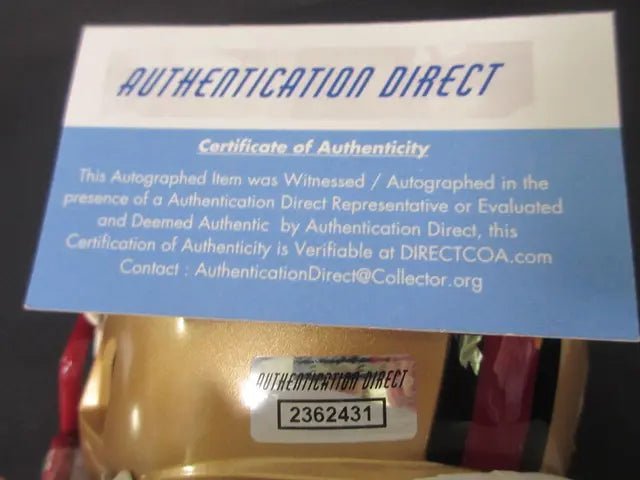 AUTHENTICATION DIRECT
Certificate of Authenticity
This Autographed Item was Witnessed / Autographed in the
presence of a Authentication Direct Representative or Evaluated
and Deemed Authentic by Authentication Direct, this
Certification of Authenticity is Verifiable at DIRECTCOA.com
Contact : AuthenticationDirect@Collector.org
AUTHENTICATION DIRECT
2362431